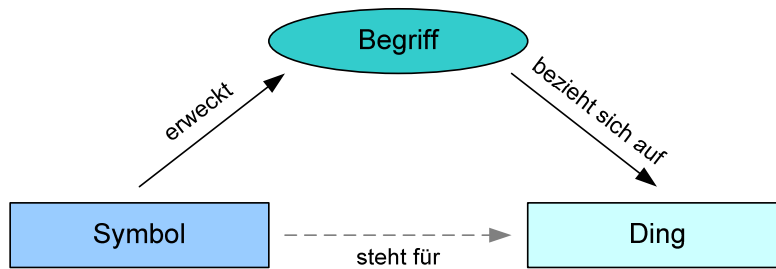 Begriff
erweckt
bezieht sich auf
Symbol
steht für
Ding